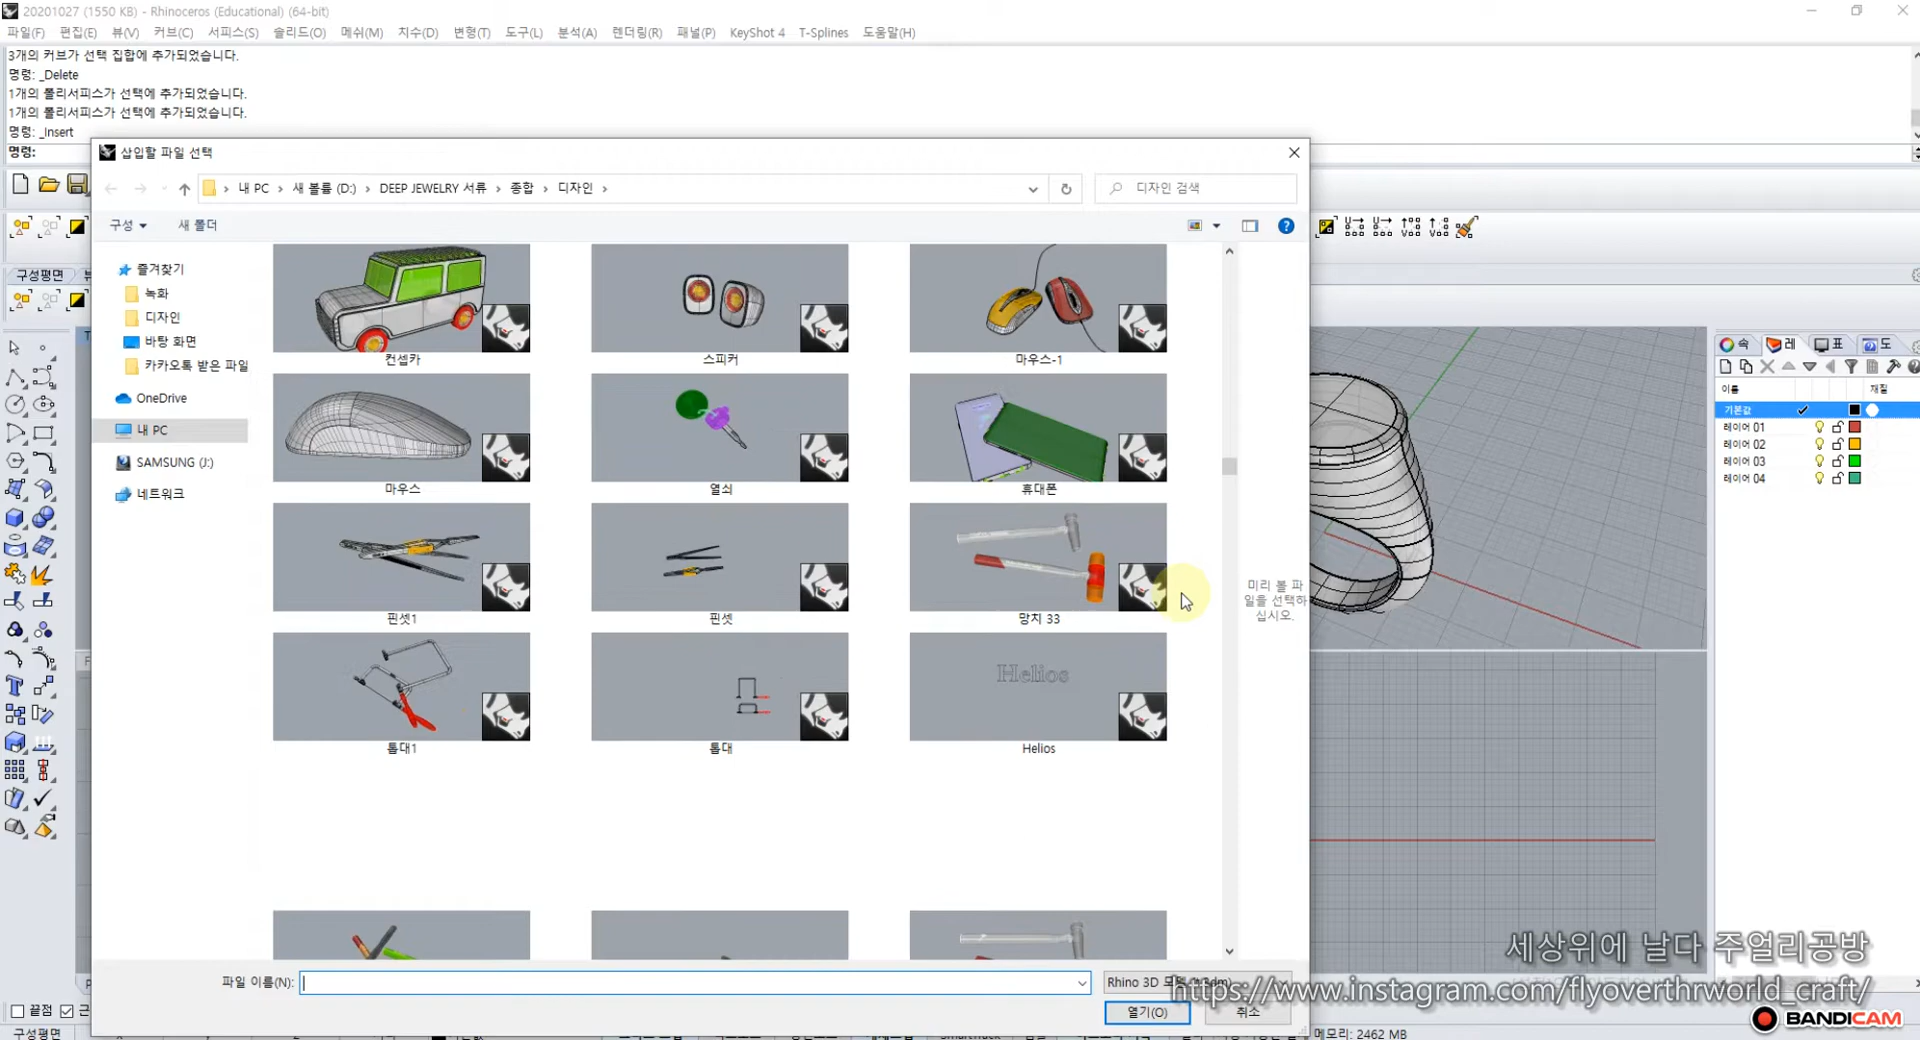 20201027 (1550 KB) - Rhinoceros (Educational) (64-bit)
파일(F) 편집(E) 뷰(V) 커브(C) 서피스(S) 솔리드(O) 메쉬(M) 치수(D) 변형(T) 도구(L) 분석(A) 렌더링(R) 패널(P) KeyShot 4 T-Splines 도움말(H)
3개의 커브가 선택 집합에 추가되었습니다.
명령: _Delete
1개의 폴리서피스가 선택에 추가되었습니다.
1개의 폴리서피스가 선택에 추가되었습니다.
명령: _Insert
명령:
삽입할 파일 선택
내 PC › 새 볼륨 (D:) › DEEP JEWELRY 서류 › 종합 › 디자인 ›
디자인 검색
구성 새 폴더
구성평면
즐겨찾기
녹화
디자인
바탕 화면
카카오톡 받은 파일
OneDrive
내 PC
SAMSUNG (J:)
네트워크
컨셉카 스피커 마우스-1
마우스 열쇠 휴대폰
핀셋1 핀셋 망치 33
Helios
톱대1 톱대 Helios
미리 볼 파
일을 선택하
십시오.
속 레 표 도
이름 재질
기본값
레이어 01
레이어 02
레이어 03
레이어 04
파일 이름(N):
Rhino 3D
열기(O) 취소
세상위에 날다 주얼리공방
https://www.instagram.com/flyoverthrworld_craft/
BANDICAM
끝점
구성평면
메모리: 2462 MB